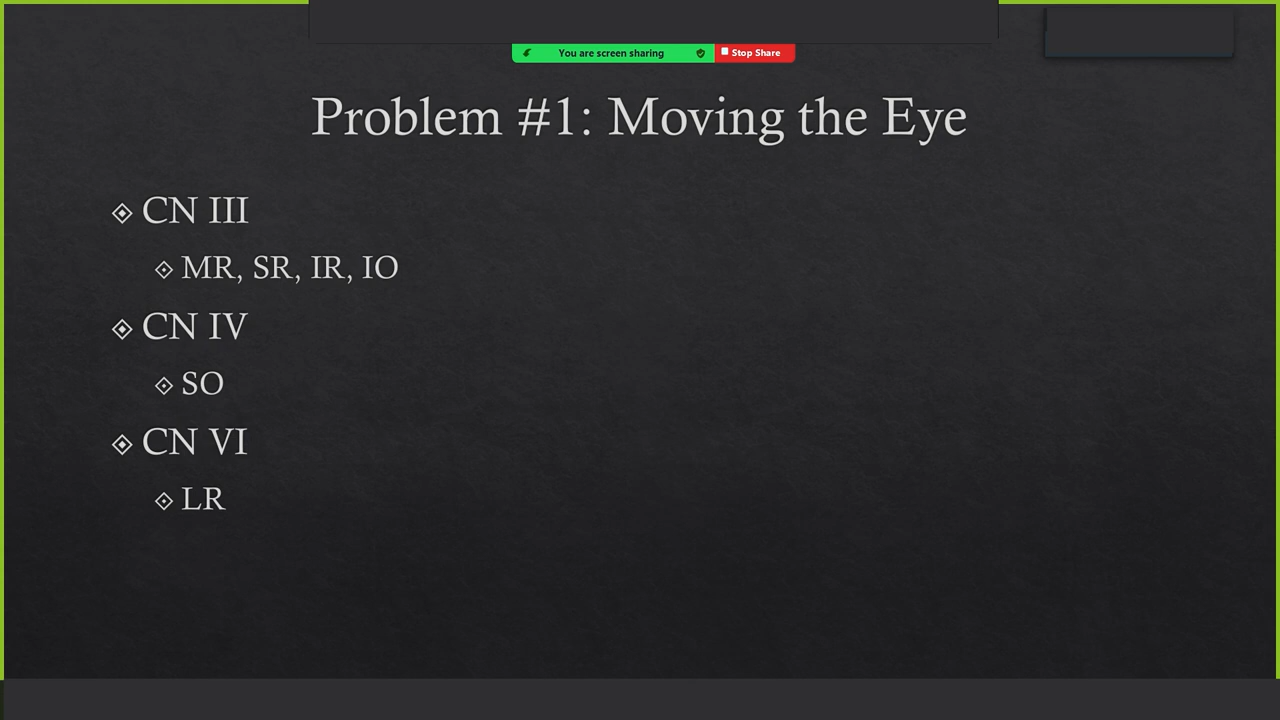 You are screen sharing
Stop Share
Problem #1: Moving the Eye
CN III
MR, SR, IR, IO
CN IV
SO
CN VI
LR